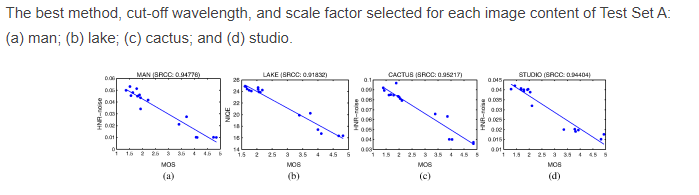 The best method, cut-off wavelength, and scale factor selected for each image content of Test Set A:
(a) man; (b) lake; (c) cactus; and (d) studio.
MAN (SRCC: 0.94776)
HNR-noise
MOS
(a)
LAKE (SRCC: 0.91832)
NIQE
MOS
(b)
CACTUS (SRCC: 0.95217)
HNR-noise
MOS
(c)
STUDIO (SRCC: 0.94404)
HNR-noise
MOS
(d)